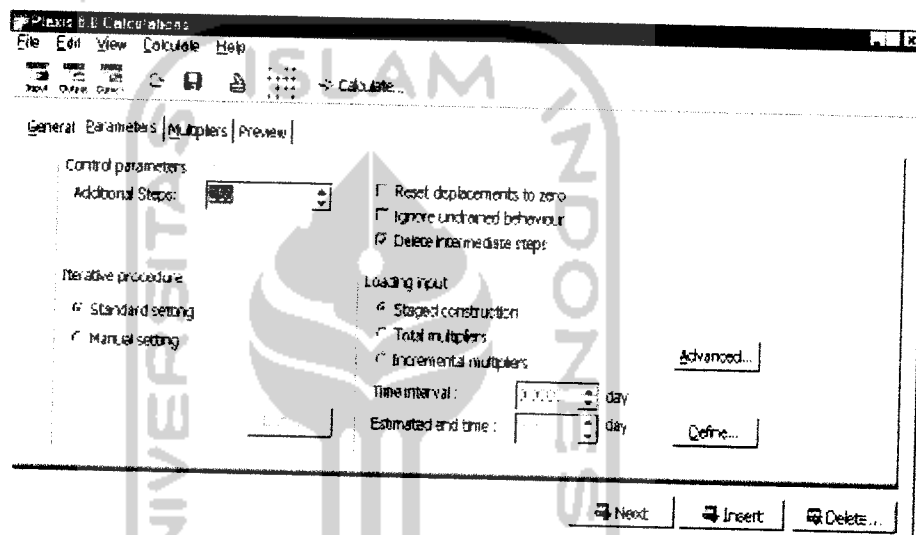 Plaxis 8.2 Calculations
File Edit View Calculate Help
Input Output Curves Calculate...
General Parameters Multipliers Preview
Control parameters
Additional Steps:
Reset displacements to zero
Ignore undrained behaviour
Delete intermediate steps
Iterative procedure
Standard setting
Manual setting
Loading input
Staged construction
Total multipliers
Incremental multipliers
Advanced...
Time interval : day
Estimated end time : day
Define...
Next Insert Delete...
UNIVERSITAS ISLAM INDONESIA